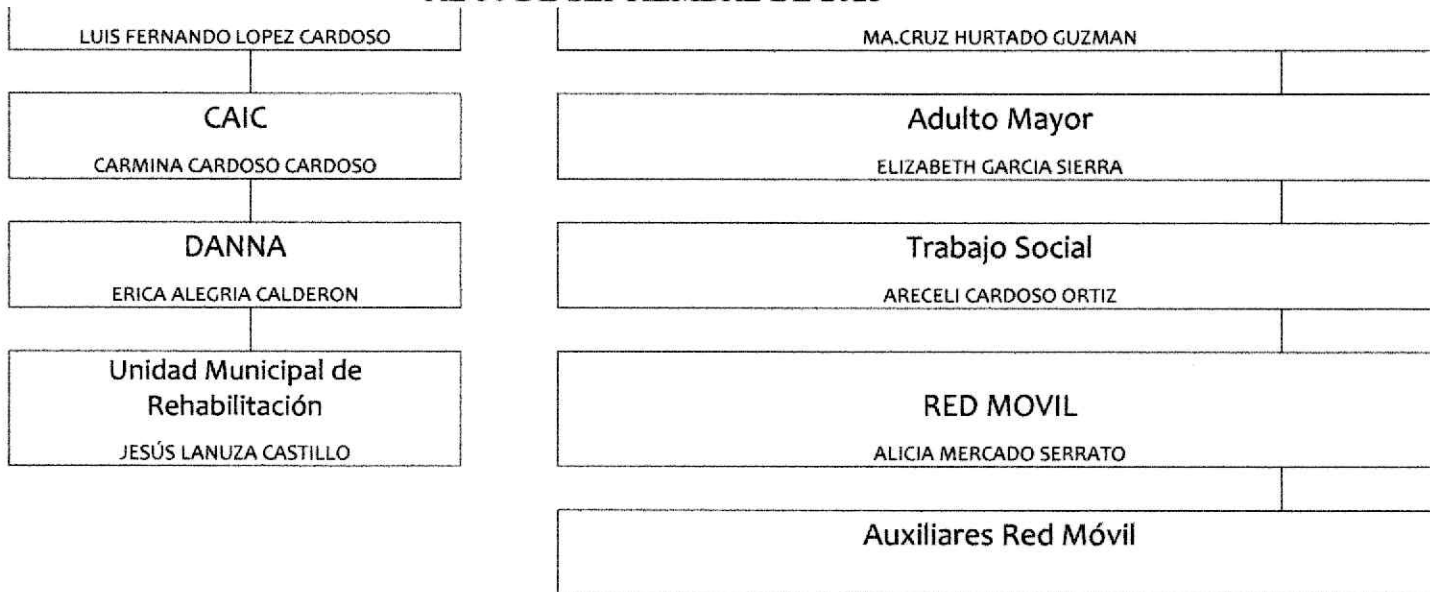 LUIS FERNANDO LOPEZ CARDOSO
CAIC
CARMINA CARDOSO CARDOSO
DANNA
ERICA ALEGRIA CALDERON
Unidad Municipal de
Rehabilitación
JESÚS LANUZA CASTILLO
MA.CRUZ HURTADO GUZMAN
Adulto Mayor
ELIZABETH GARCIA SIERRA
Trabajo Social
ARECELI CARDOSO ORTIZ
RED MOVIL
ALICIA MERCADO SERRATO
Auxiliares Red Móvil